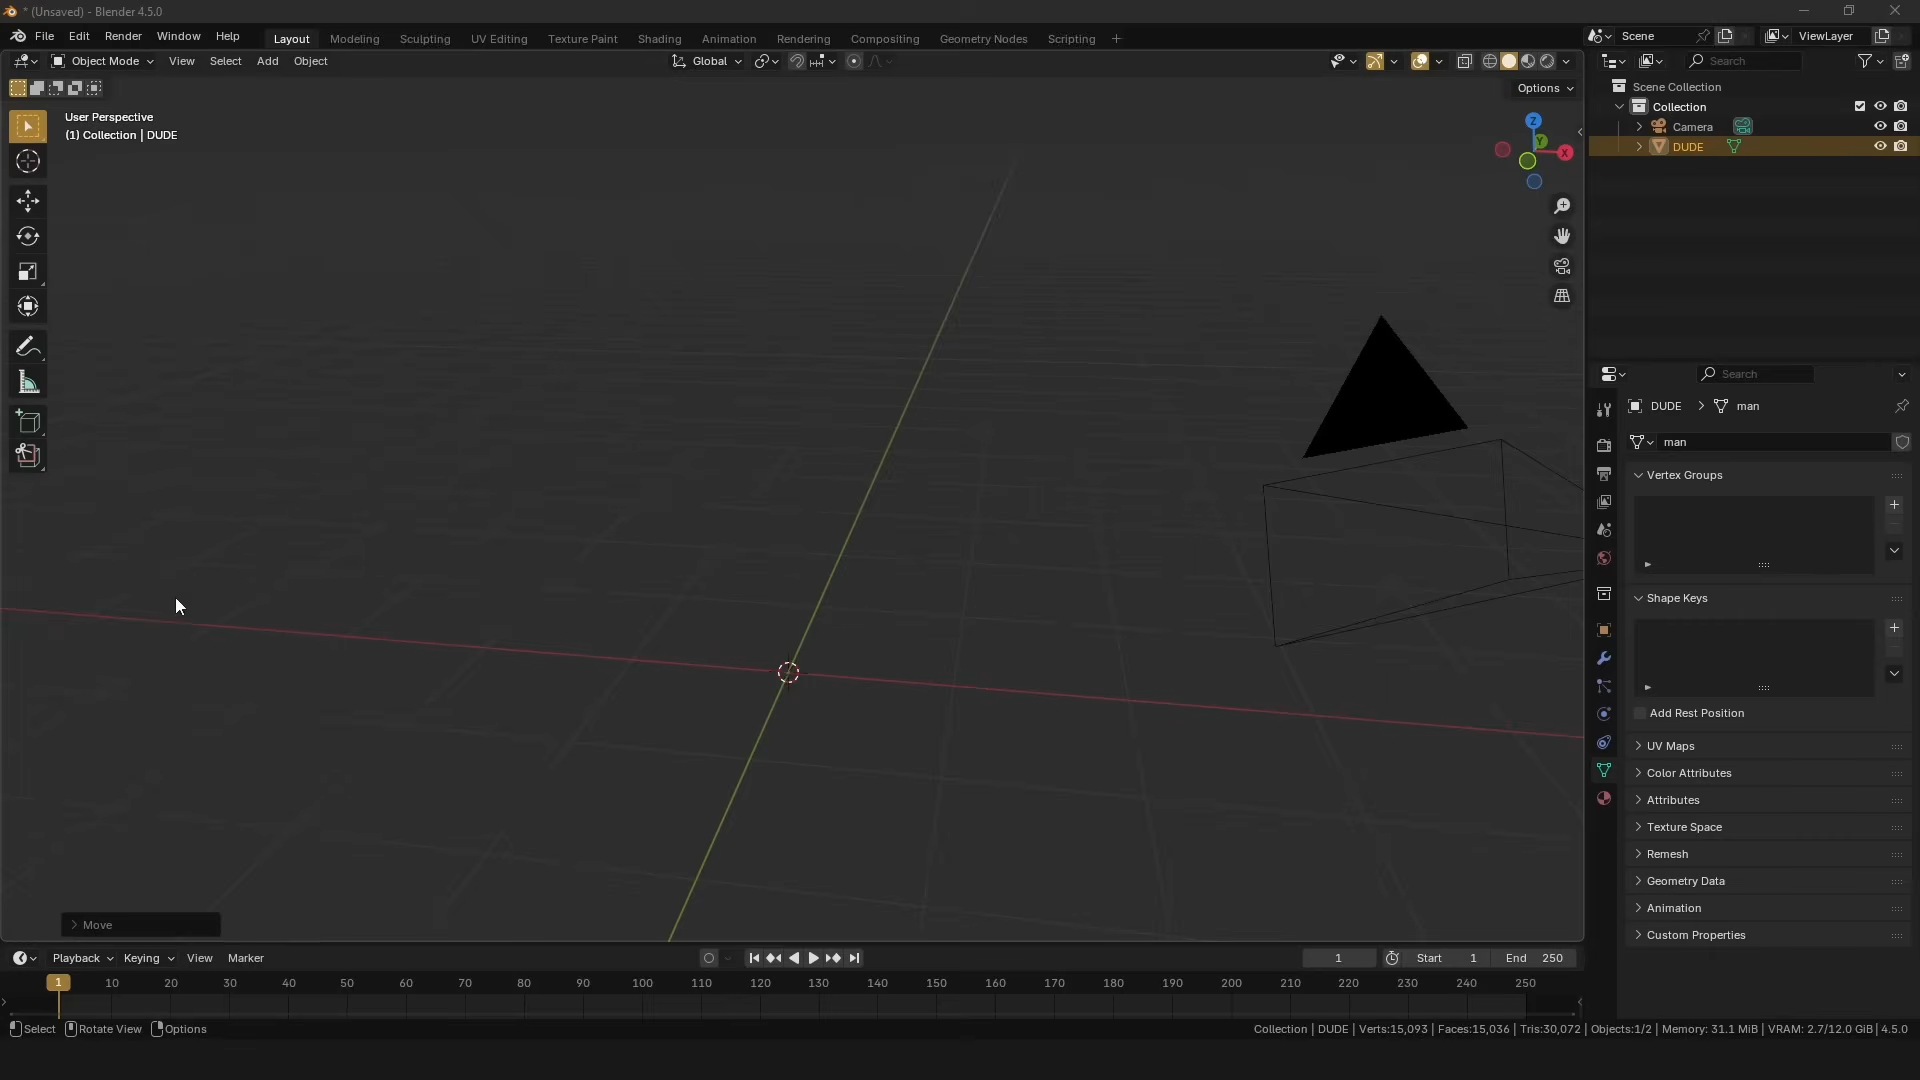 * (Unsaved) - Blender 4.5.0
File Edit Render Window Help Layout Modeling Sculpting UV Editing Texture Paint Shading Animation Rendering Compositing Geometry Nodes Scripting + Scene ViewLayer
Object Mode View Select Add Object Global Search
Options
User Perspective
(1) Collection | DUDE
Z
Y
X
Scene Collection
Collection
Camera
DUDE
Search
DUDE > man
man
Vertex Groups
Shape Keys
Add Rest Position
UV Maps
Color Attributes
Attributes
Texture Space
Remesh
Geometry Data
Animation
Custom Properties
Move
Playback Keying View Marker 1 Start 1 End 250
1 10 20 30 40 50 60 70 80 90 100 110 120 130 140 150 160 170 180 190 200 210 220 230 240 250
Select Rotate View Options Collection | DUDE | Verts:15,093 | Faces:15,036 | Tris:30,072 | Objects:1/2 | Memory: 31.1 MiB | VRAM: 2.7/12.0 GiB | 4.5.0